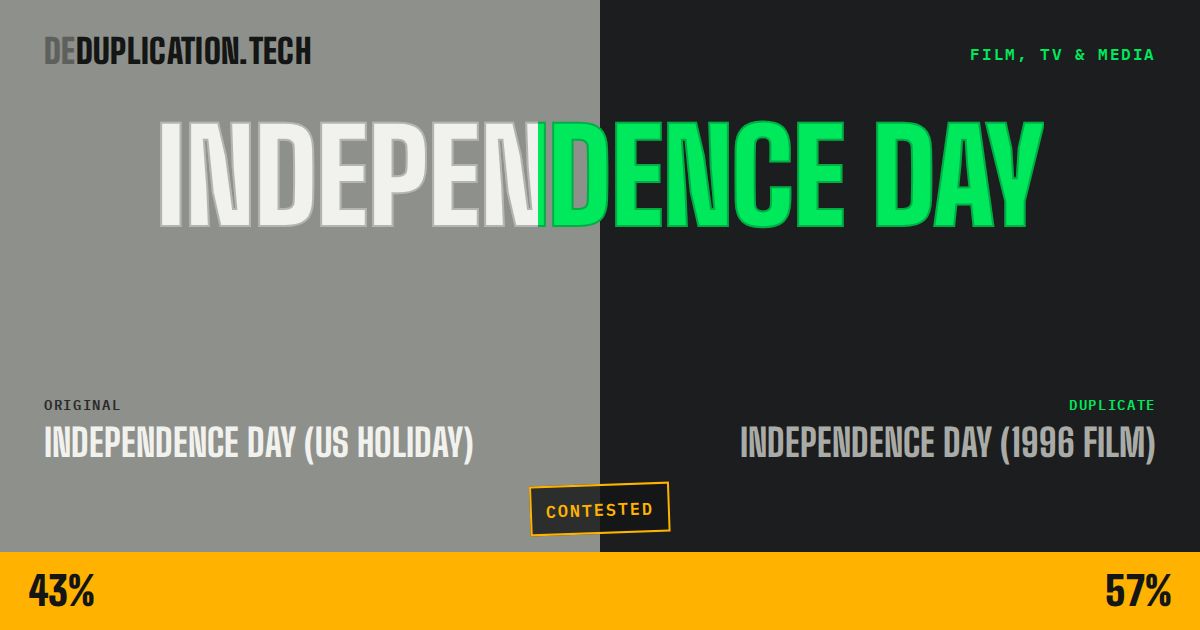 DEDUPLICATION.TECH
FILM, TV & MEDIA
INDEPENDENCE DAY
ORIGINAL
INDEPENDENCE DAY (US HOLIDAY)
DUPLICATE
INDEPENDENCE DAY (1996 FILM)
CONTESTED
43%
57%